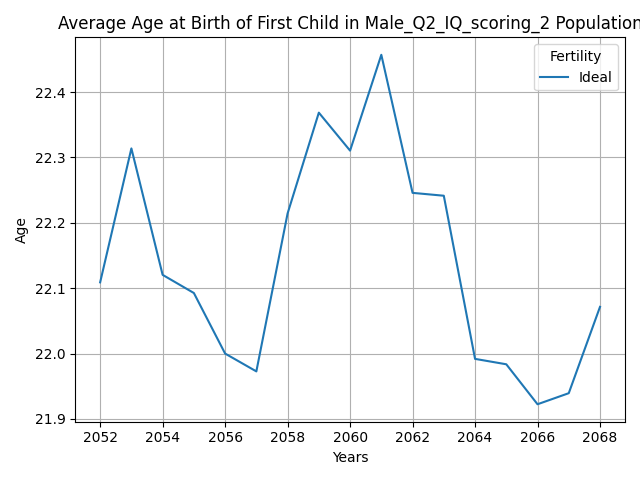 Average Age at Birth of First Child in Male_Q2_IQ_scoring_2 Population
Fertility
Ideal
22.4
22.3
22.2
22.1
22.0
21.9
Age
2052 2054 2056 2058 2060 2062 2064 2066 2068
Years